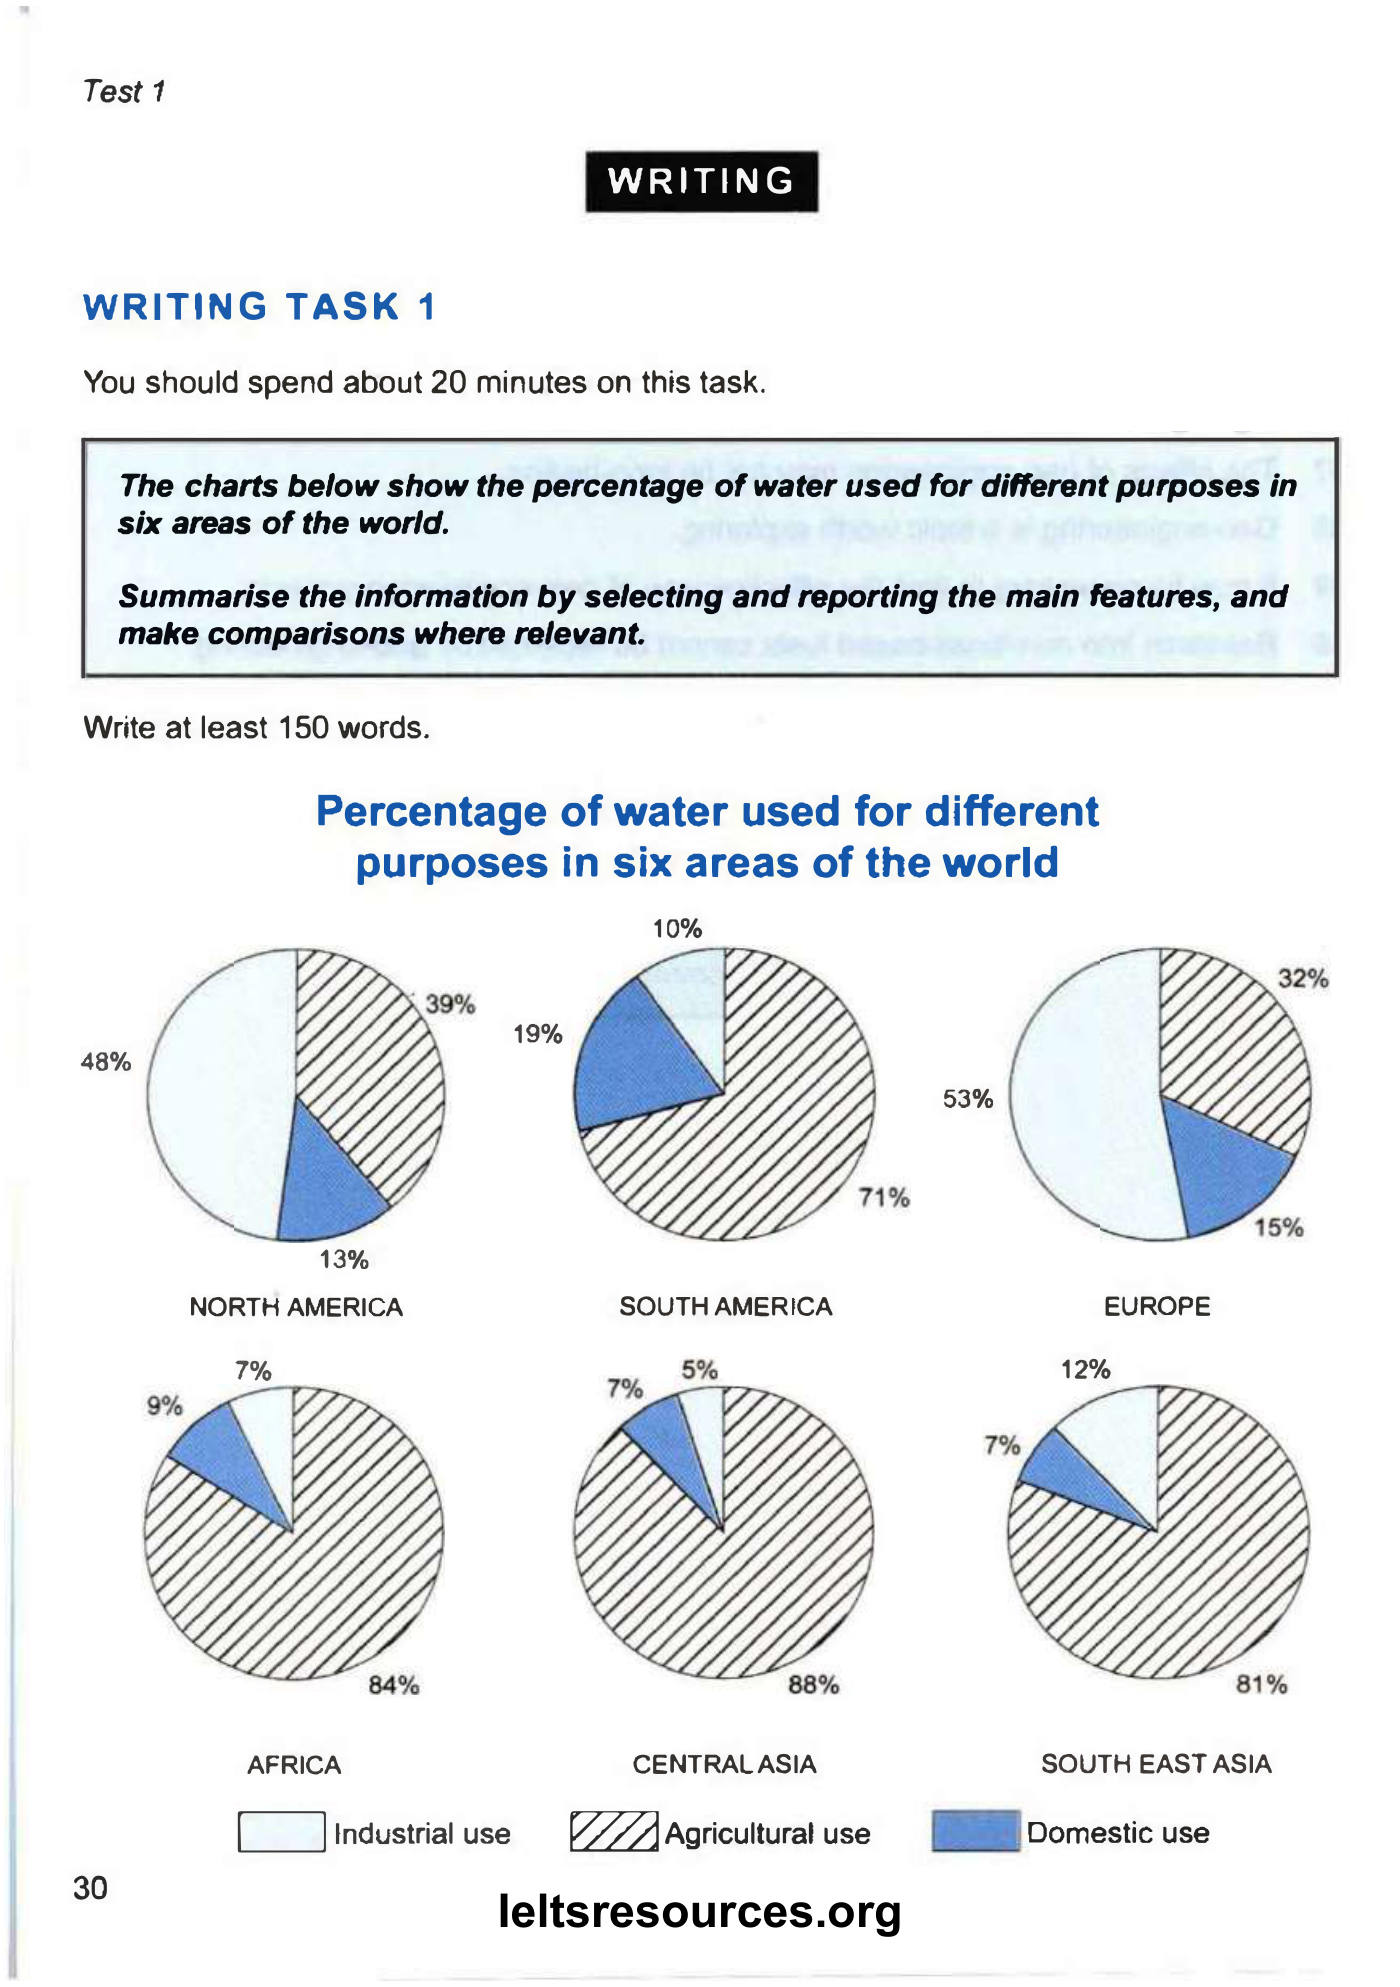 Test 1
WRITING
WRITING TASK 1
You should spend about 20 minutes on this task.
The charts below show the percentage of water used for different purposes in
six areas of the world.
Summarise the information by selecting and reporting the main features, and
make comparisons where relevant.
Write at least 150 words.
Percentage of water used for different
purposes in six areas of the world
10%
39%
32%
19%
48%
53%
71%
15%
13%
NORTH AMERICA
SOUTH AMERICA
EUROPE
7%
5%
12%
9%
7%
7%
84%
88%
81%
AFRICA
CENTRAL ASIA
SOUTH EAST ASIA
Industrial use
Agricultural use
Domestic use
30
Ieltsresources.org